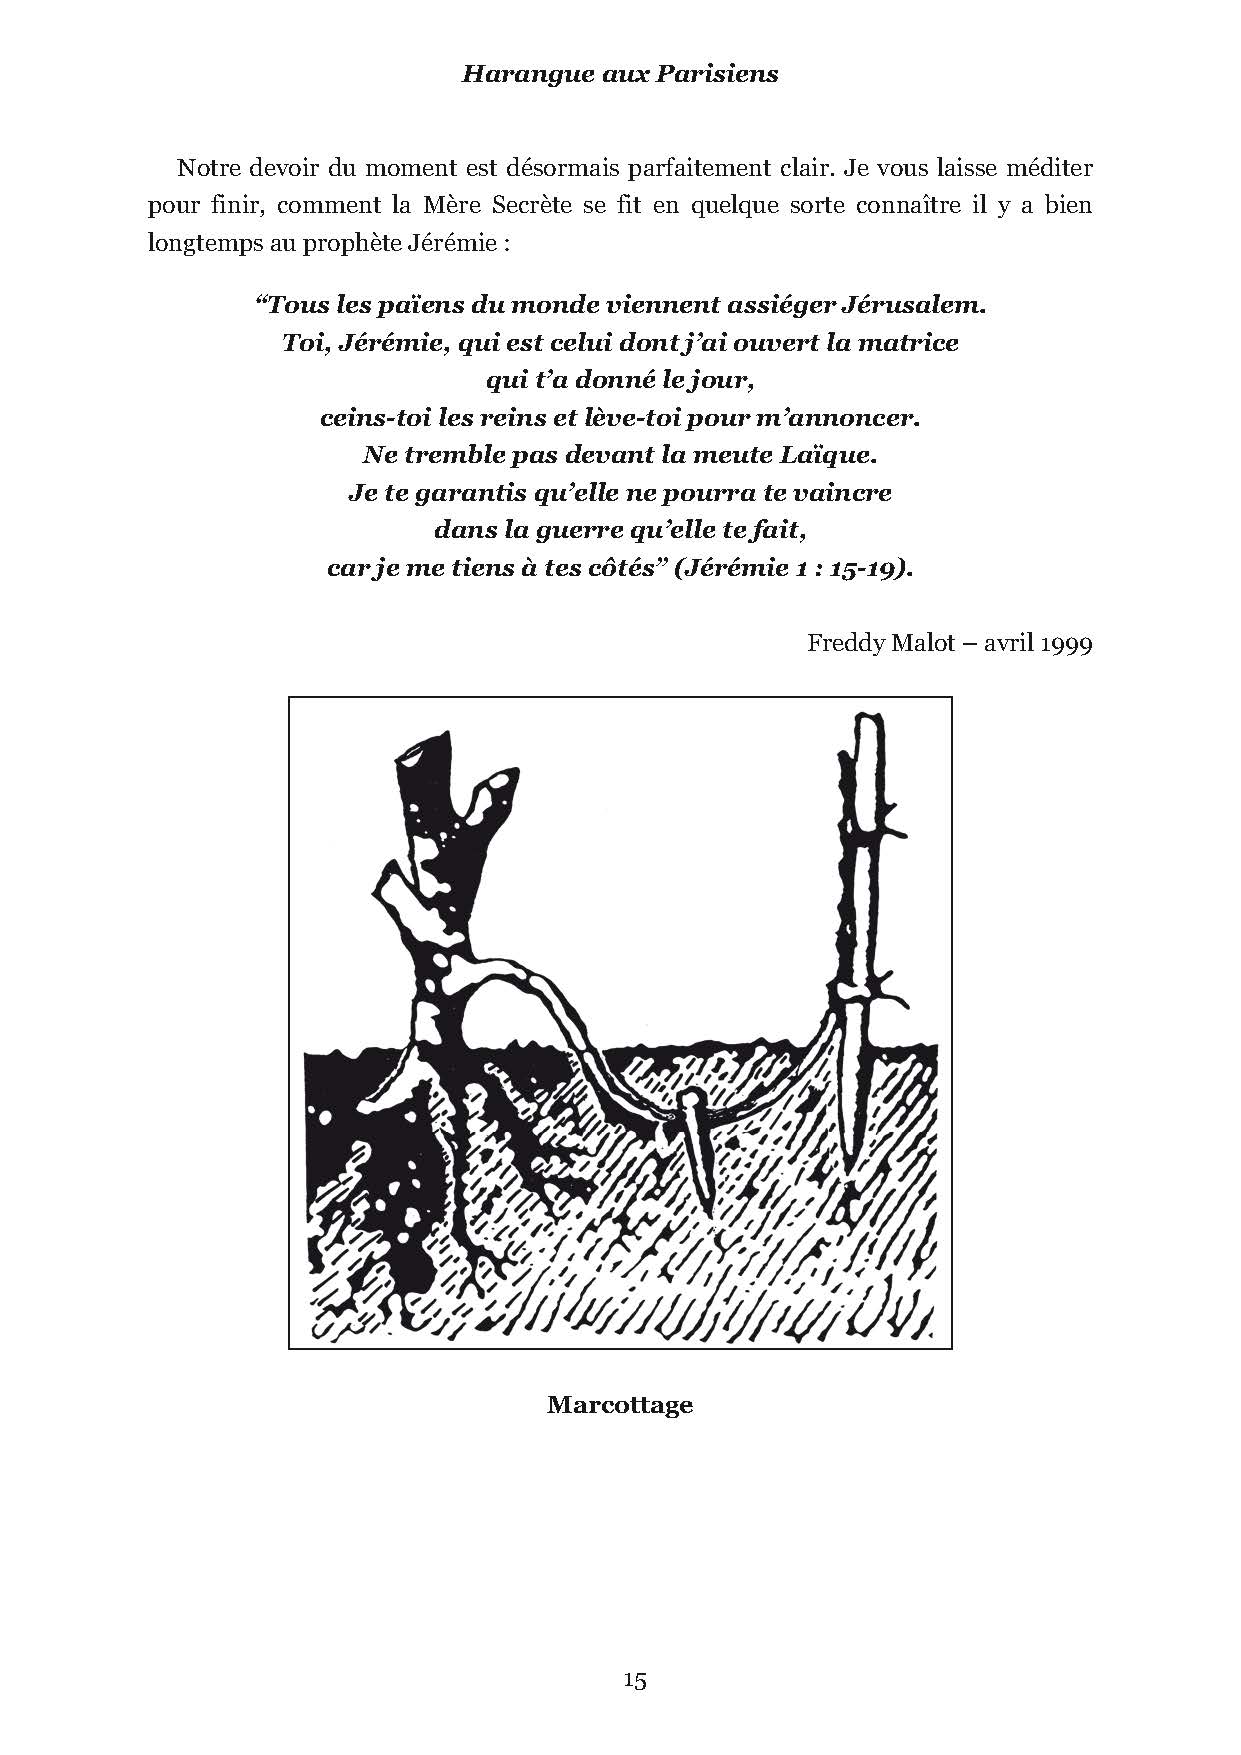 Harangue aux Parisiens
Notre devoir du moment est désormais parfaitement clair. Je vous laisse méditer
pour finir, comment la Mère Secrète se fit en quelque sorte connaître il y a bien
longtemps au prophète Jérémie :
“Tous les païens du monde viennent assiéger Jérusalem.
Toi, Jérémie, qui est celui dont j’ai ouvert la matrice
qui t’a donné le jour,
ceins-toi les reins et lève-toi pour m’annoncer.
Ne tremble pas devant la meute Laïque.
Je te garantis qu’elle ne pourra te vaincre
dans la guerre qu’elle te fait,
car je me tiens à tes côtés” (Jérémie 1 : 15-19).
Freddy Malot – avril 1999
Marcottage
15